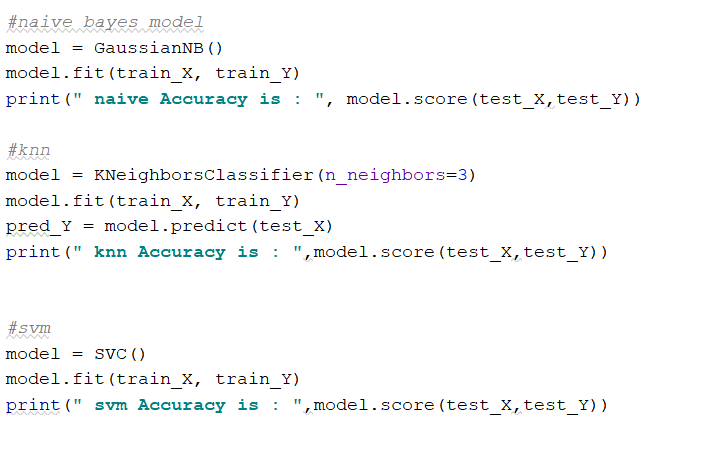 #naive bayes model
model = GaussianNB()
model.fit(train_X, train_Y)
print(" naive Accuracy is : ", model.score(test_X,test_Y))
#knn
model = KNeighborsClassifier(n_neighbors=3)
model.fit(train_X, train_Y)
pred_Y = model.predict(test_X)
print(" knn Accuracy is : ",model.score(test_X,test_Y))
#svm
model = SVC()
model.fit(train_X, train_Y)
print(" svm Accuracy is : ",model.score(test_X,test_Y))